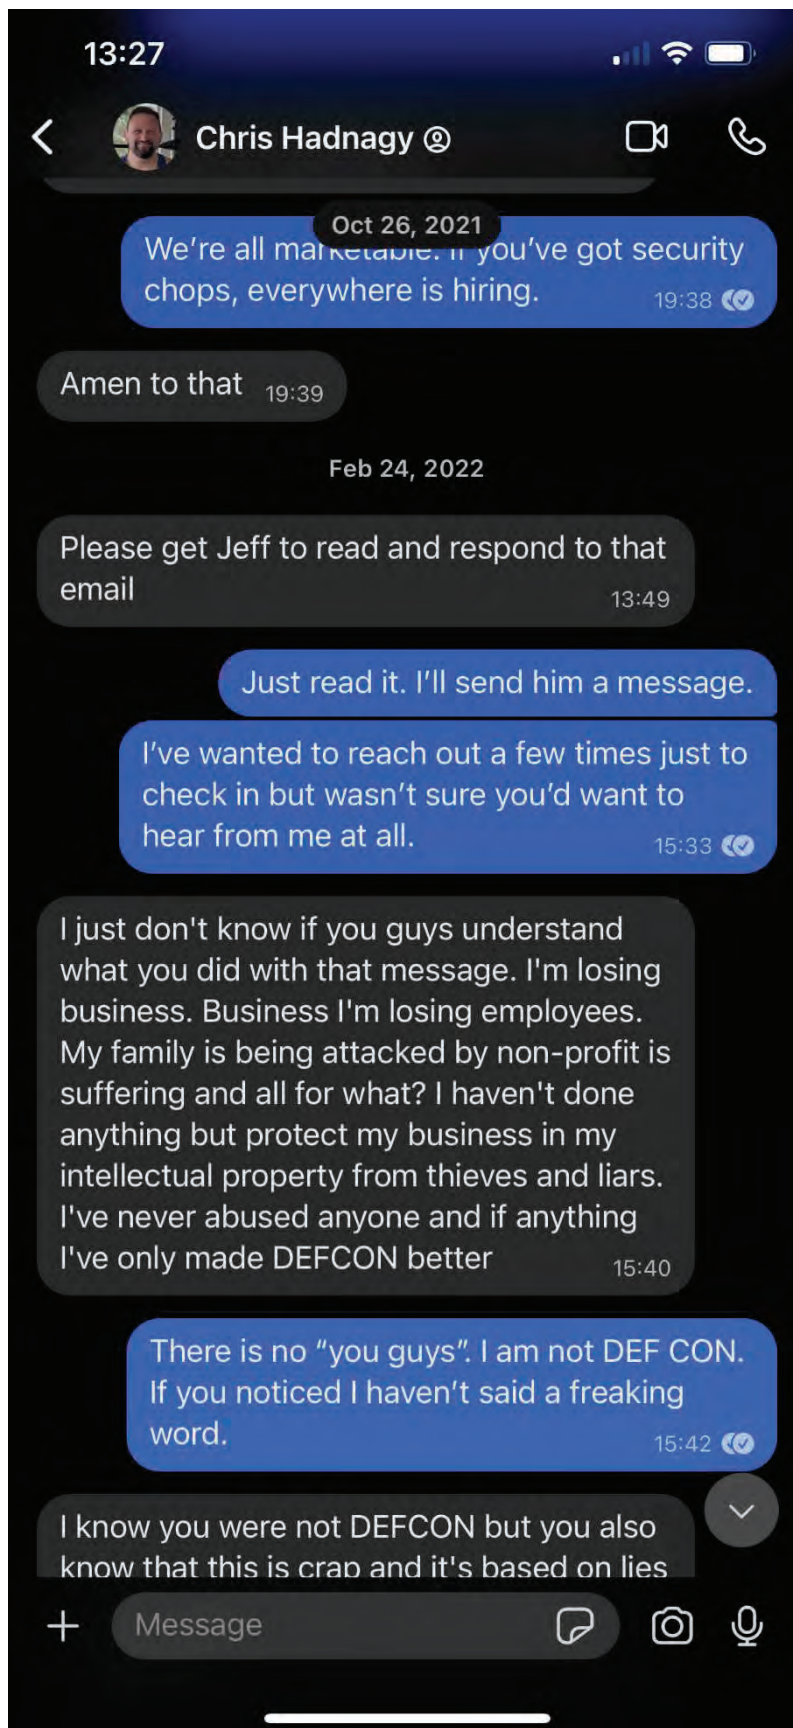 13:27
Chris Hadnagy
Oct 26, 2021
We're all marketable. If you've got security
chops, everywhere is hiring.
19:38
Amen to that 19:39
Feb 24, 2022
Please get Jeff to read and respond to that
email
13:49
Just read it. I'll send him a message.
I've wanted to reach out a few times just to
check in but wasn't sure you'd want to
hear from me at all.
15:33
I just don't know if you guys understand
what you did with that message. I'm losing
business. Business I'm losing employees.
My family is being attacked by non-profit is
suffering and all for what? I haven't done
anything but protect my business in my
intellectual property from thieves and liars.
I've never abused anyone and if anything
I've only made DEFCON better
15:40
There is no “you guys”. I am not DEF CON.
If you noticed I haven't said a freaking
word.
15:42
I know you were not DEFCON but you also
know that this is crap and it's based on lies
Message